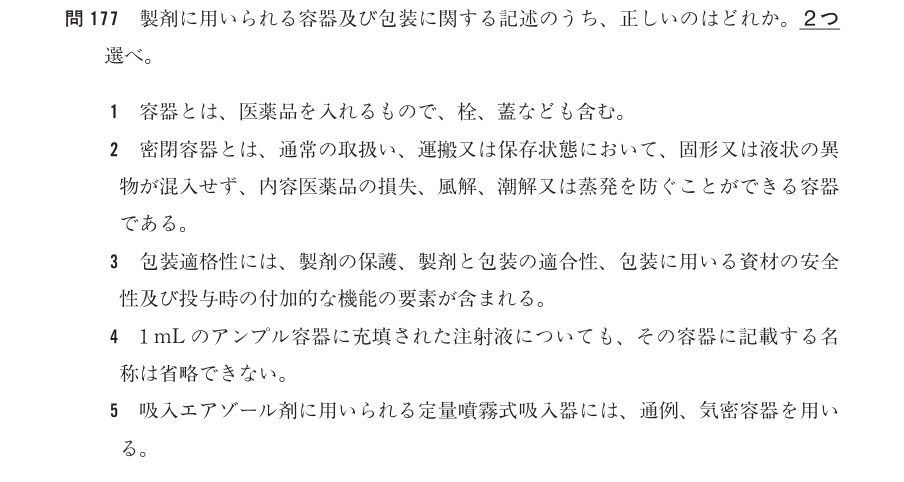 問 177　製剤に用いられる容器及び包装に関する記述のうち、正しいのはどれか。２つ
選べ。
1　容器とは、医薬品を入れるもので、栓、蓋なども含む。
2　密閉容器とは、通常の取扱い、運搬又は保存状態において、固形又は液状の異
物が混入せず、内容医薬品の損失、風解、潮解又は蒸発を防ぐことができる容器
である。
3　包装適格性には、製剤の保護、製剤と包装の適合性、包装に用いる資材の安全
性及び投与時の付加的な機能の要素が含まれる。
4　1 mL のアンプル容器に充填された注射液についても、その容器に記載する名
称は省略できない。
5　吸入エアゾール剤に用いられる定量噴霧式吸入器には、通例、気密容器を用い
る。